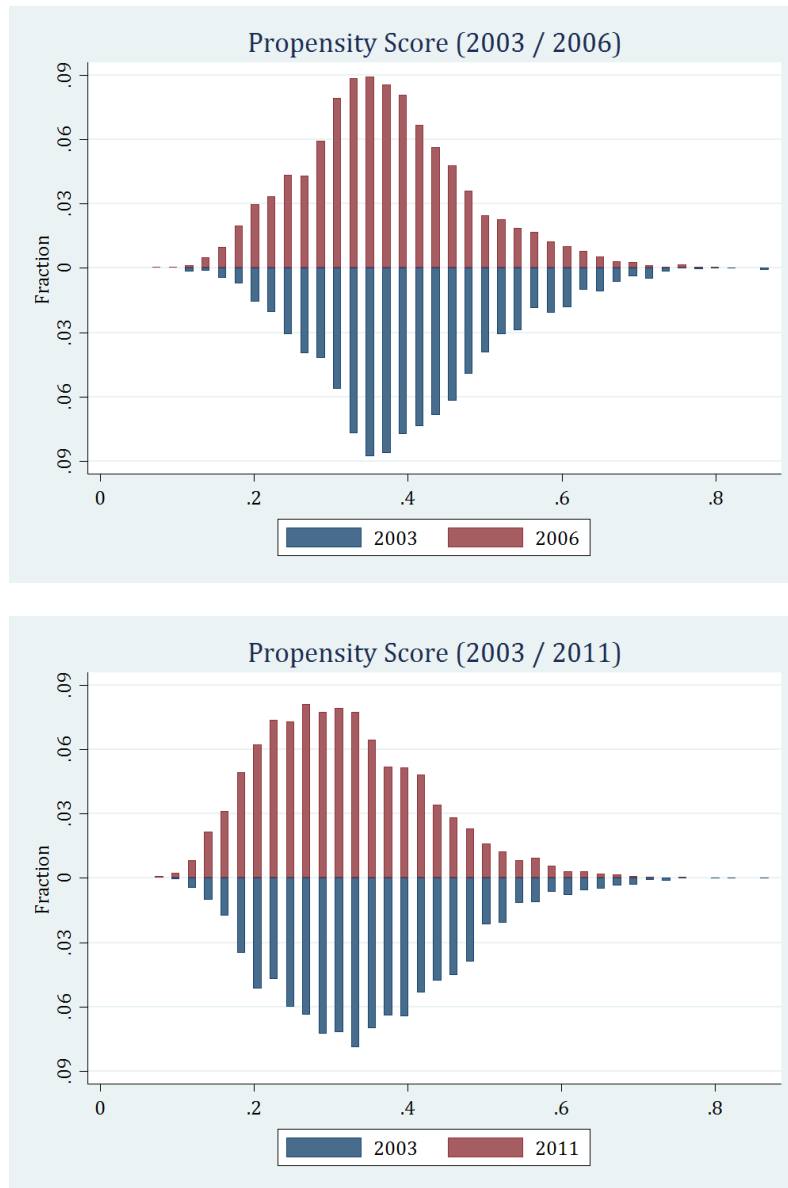 Propensity Score (2003 / 2006)
.09
.06
.03
0
.03
.06
.09
Fraction
0 .2 .4 .6 .8
2003 2006
Propensity Score (2003 / 2011)
.09
.06
.03
0
.03
.06
.09
Fraction
0 .2 .4 .6 .8
2003 2011